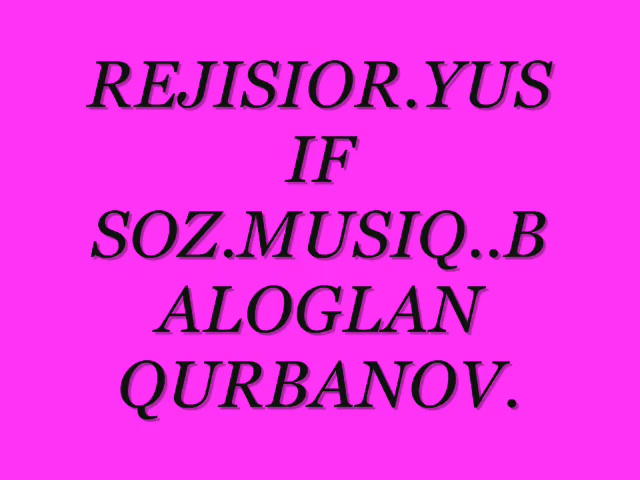 REJISIOR.YUS
IF
SOZ.MUSIQ..B
ALOGLAN
QURBANOV.